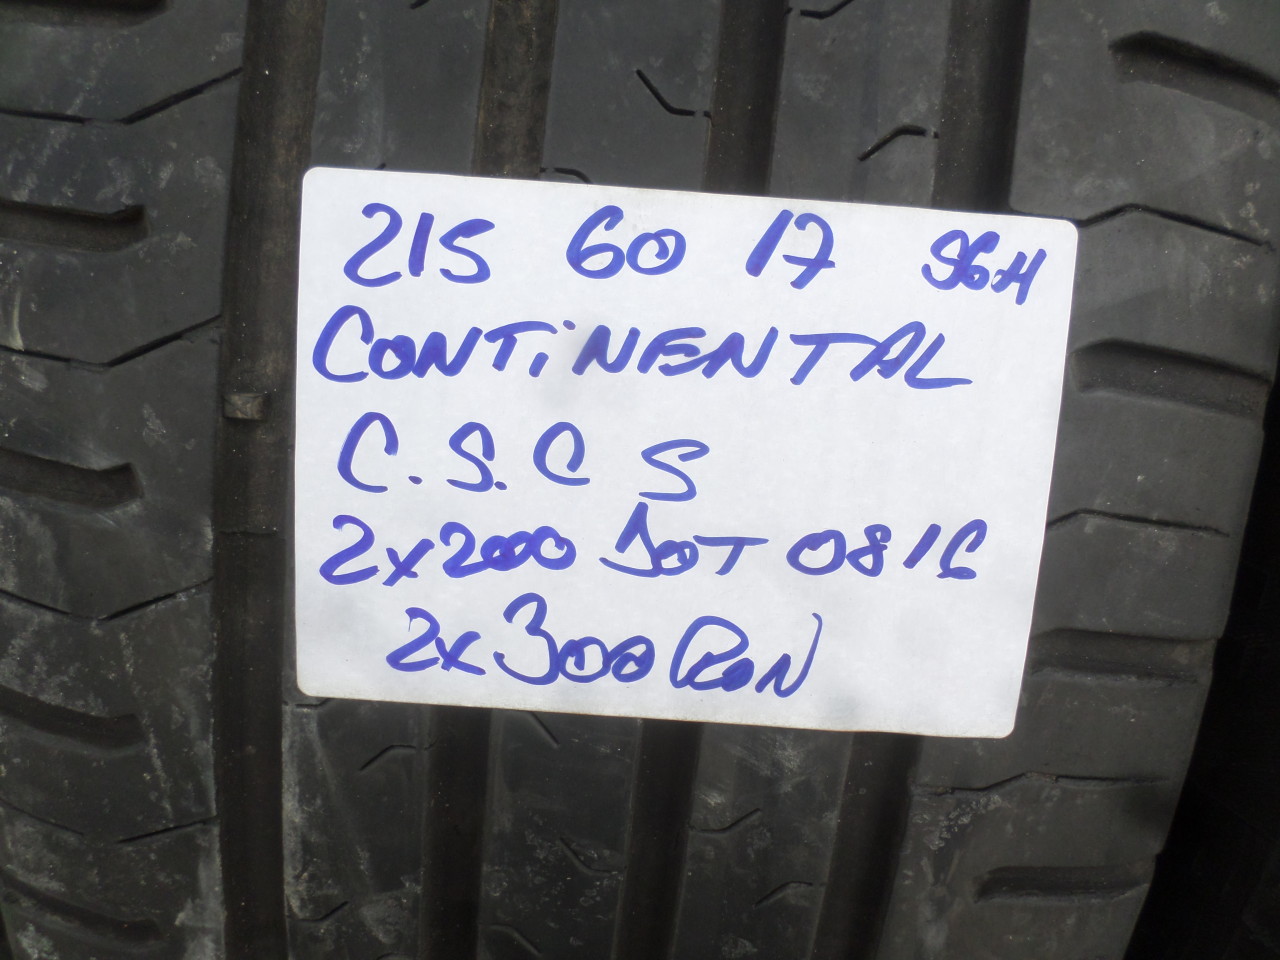 215 60 17 96H
CONTiNENTAL
C.S.C 5
2x200 DOT 0816
2x300 RON